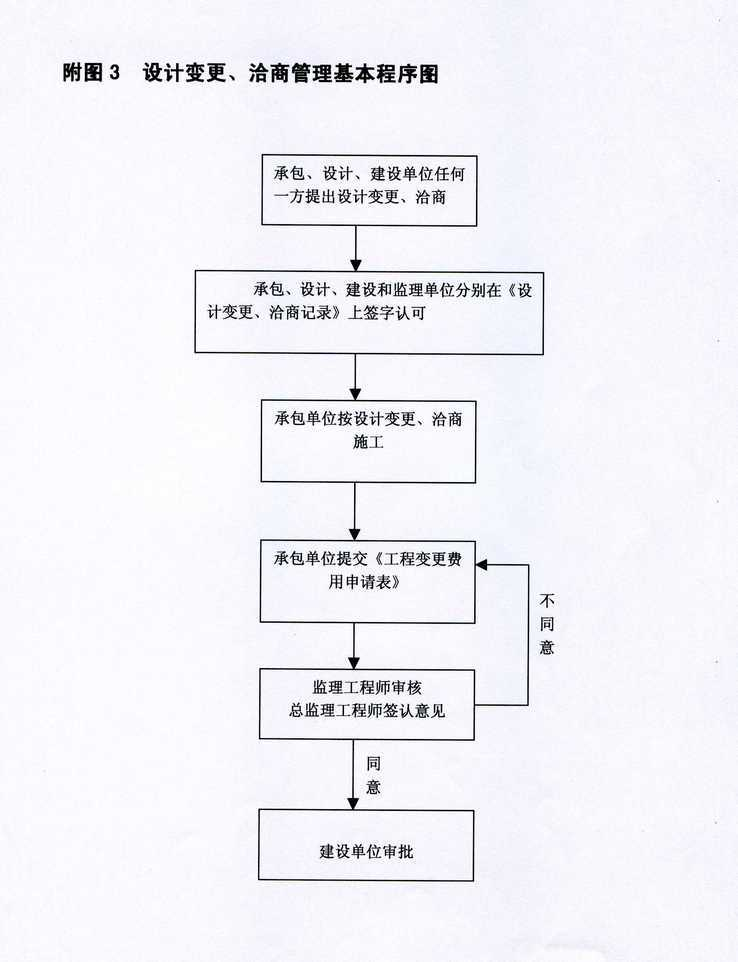 附图3 设计变更、洽商管理基本程序图
承包、设计、建设单位任何
一方提出设计变更、洽商
承包、设计、建设和监理单位分别在《设
计变更、洽商记录》上签字认可
承包单位按设计变更、洽商
施工
承包单位提交《工程变更费
用申请表》
不
同
意
监理工程师审核
总监理工程师签认意见
同
意
建设单位审批